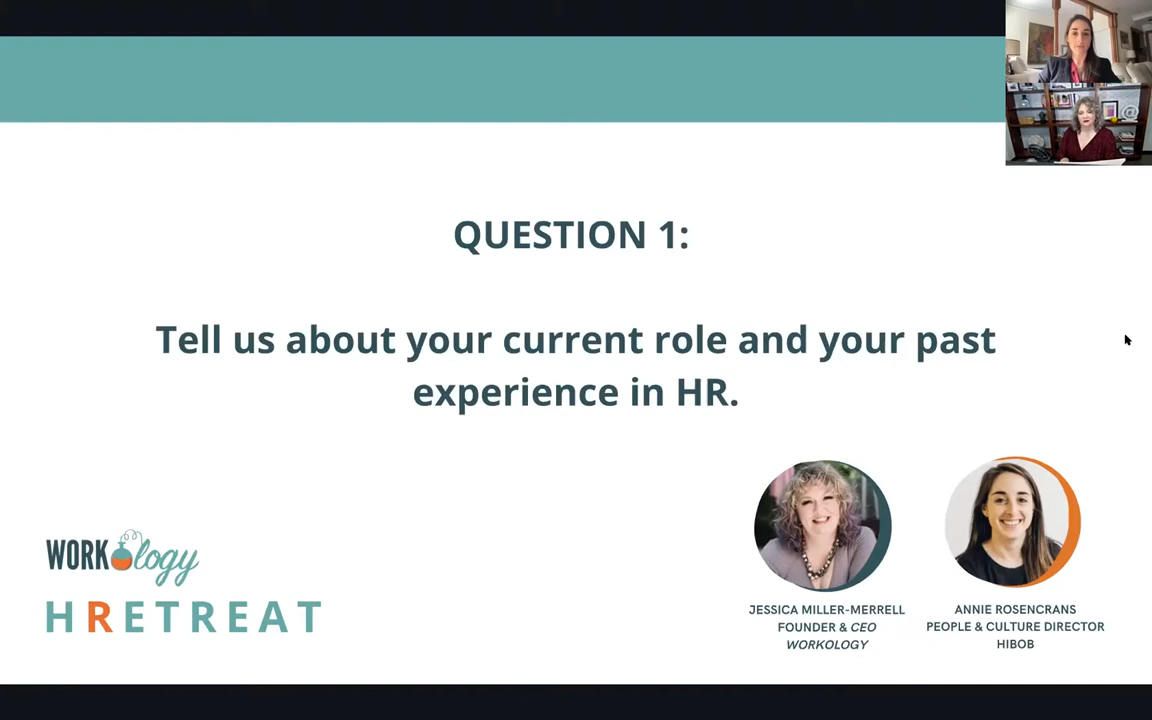 QUESTION 1:
Tell us about your current role and your past
experience in HR.
WORKology
HRETREAT
JESSICA MILLER-MERRELL
FOUNDER & CEO
WORKOLOGY
ANNIE ROSENCRANS
PEOPLE & CULTURE DIRECTOR
HIBOB